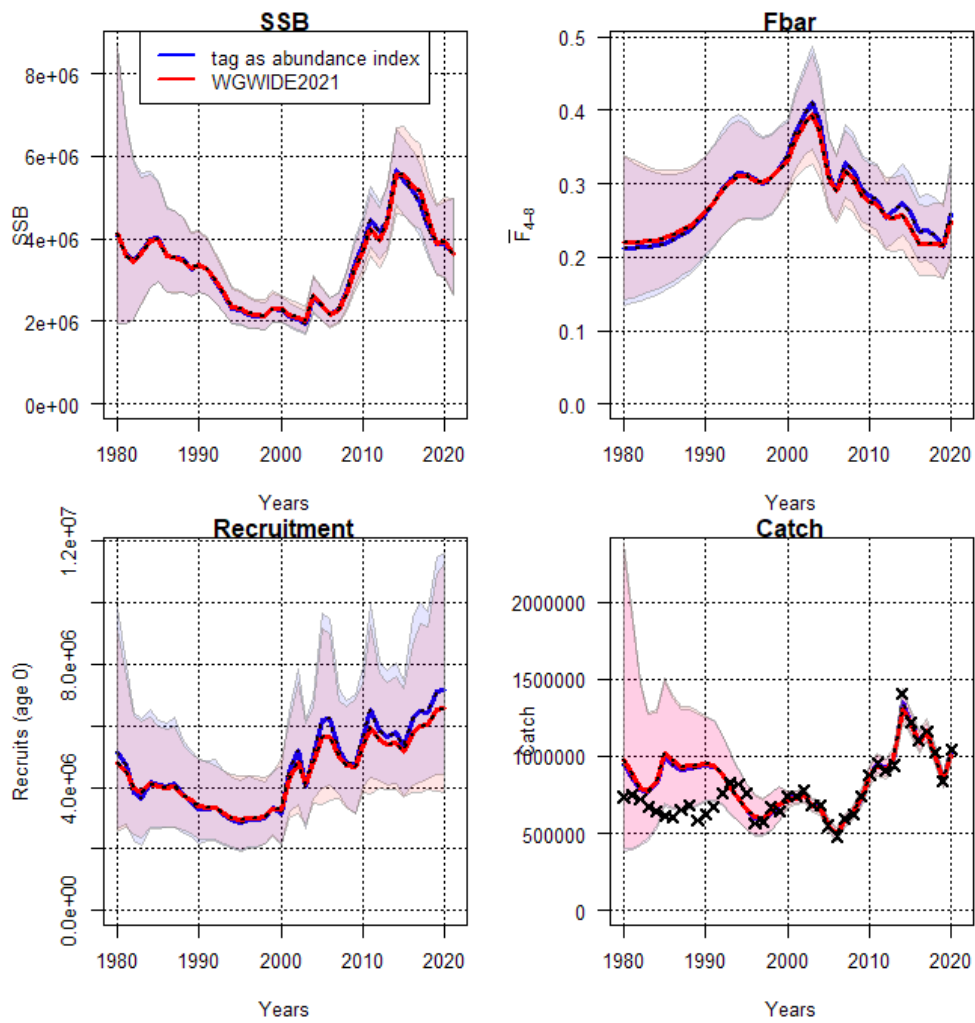 SSB
tag as abundance index
WGWIDE2021
8e+06
6e+06
4e+06
2e+06
0e+00
SSB
1980 1990 2000 2010 2020
Years
Fbar
0.5
0.4
0.3
0.2
0.1
0.0
F4–8
1980 1990 2000 2010 2020
Years
Recruitment
1.2e+07
8.0e+06
4.0e+06
0.0e+00
Recruits (age 0)
1980 1990 2000 2010 2020
Years
Catch
2000000
1500000
1000000
500000
0
Catch
1980 1990 2000 2010 2020
Years